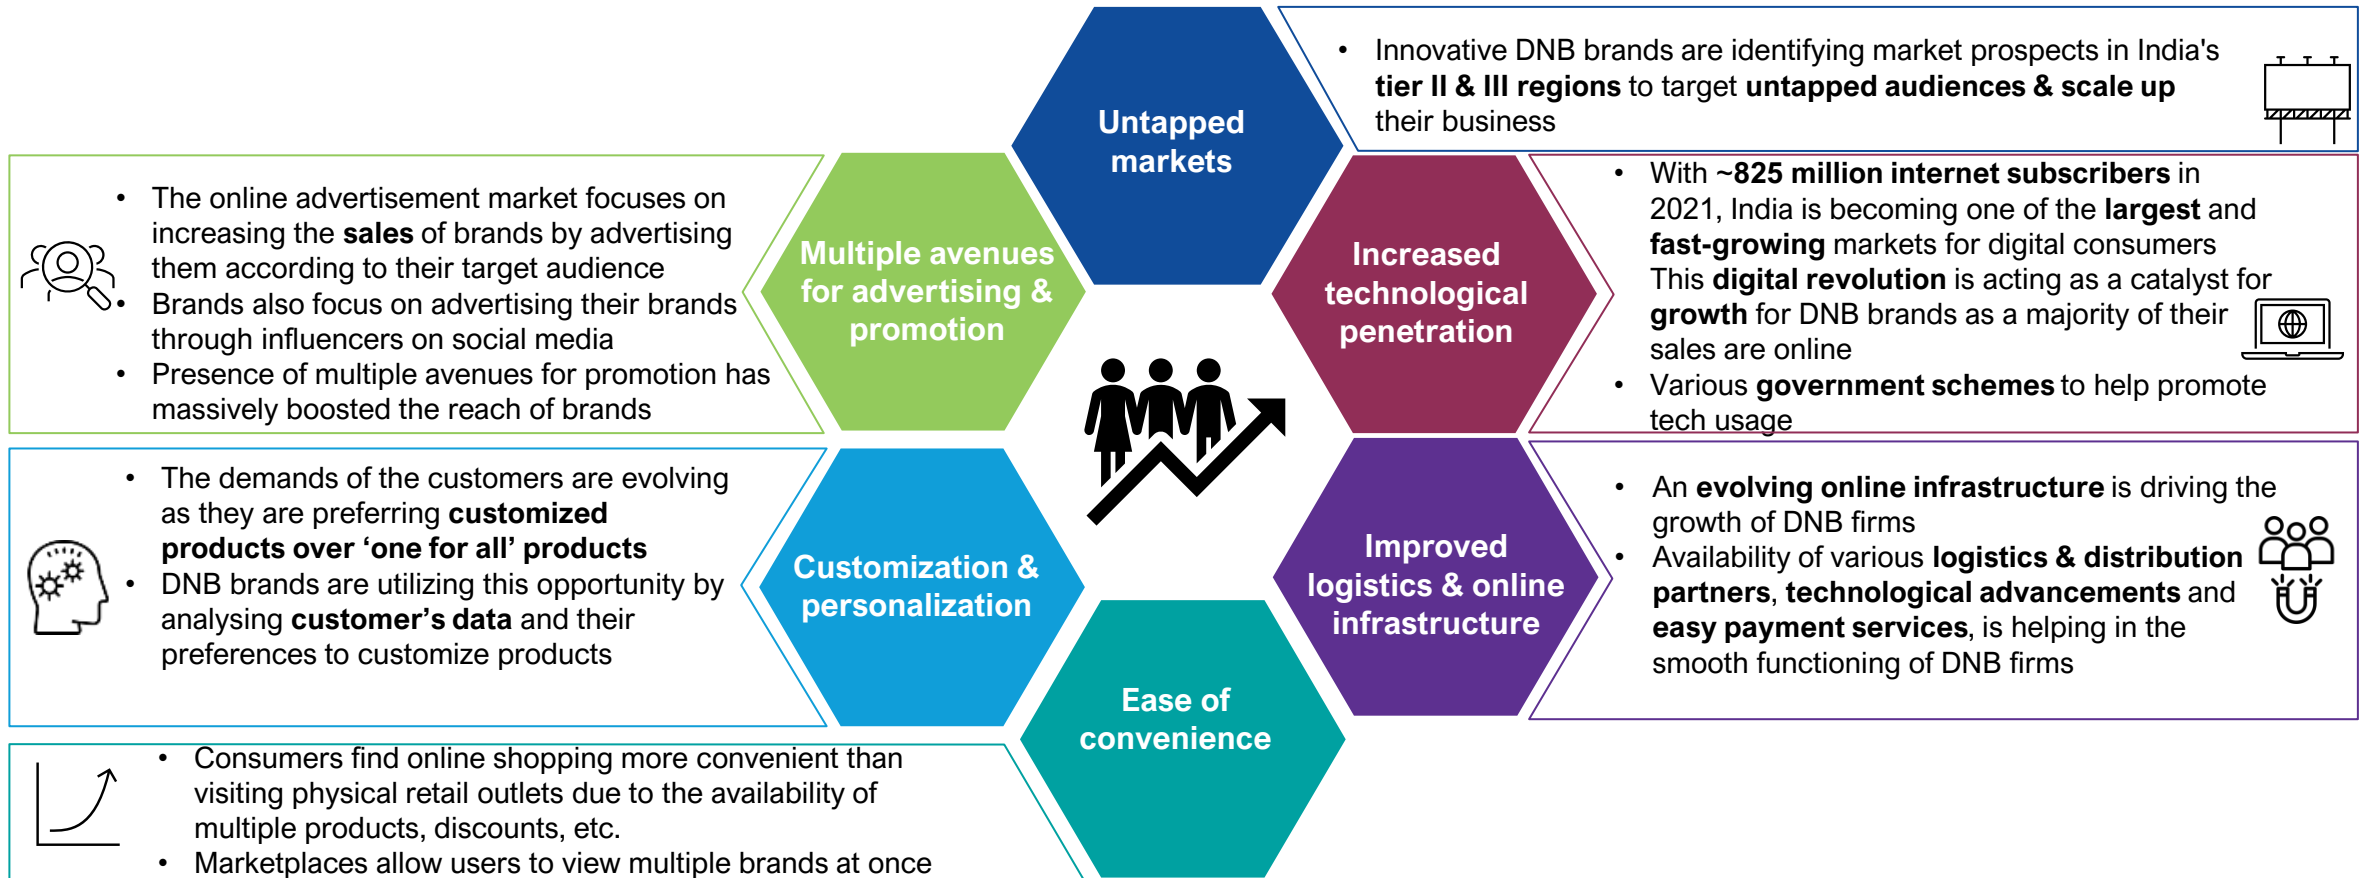 Untapped
markets
• Innovative DNB brands are identifying market prospects in India's
tier II & III regions to target untapped audiences & scale up
their business
Multiple avenues
for advertising &
promotion
• The online advertisement market focuses on
increasing the sales of brands by advertising
them according to their target audience
• Brands also focus on advertising their brands
through influencers on social media
• Presence of multiple avenues for promotion has
massively boosted the reach of brands
Increased
technological
penetration
• With ~825 million internet subscribers in
2021, India is becoming one of the largest and
fast-growing markets for digital consumers
This digital revolution is acting as a catalyst for
growth for DNB brands as a majority of their
sales are online
• Various government schemes to help promote
tech usage
Customization &
personalization
• The demands of the customers are evolving
as they are preferring customized
products over ‘one for all’ products
• DNB brands are utilizing this opportunity by
analysing customer’s data and their
preferences to customize products
Improved
logistics & online
infrastructure
• An evolving online infrastructure is driving the
growth of DNB firms
• Availability of various logistics & distribution
partners, technological advancements and
easy payment services, is helping in the
smooth functioning of DNB firms
Ease of
convenience
• Consumers find online shopping more convenient than
visiting physical retail outlets due to the availability of
multiple products, discounts, etc.
• Marketplaces allow users to view multiple brands at once